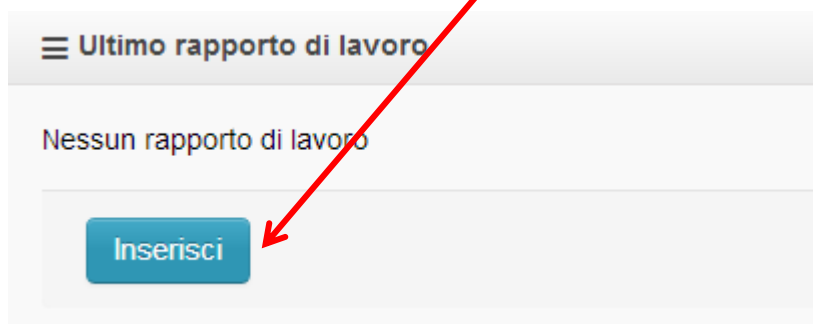 Ultimo rapporto di lavoro
Nessun rapporto di lavoro
Inserisci